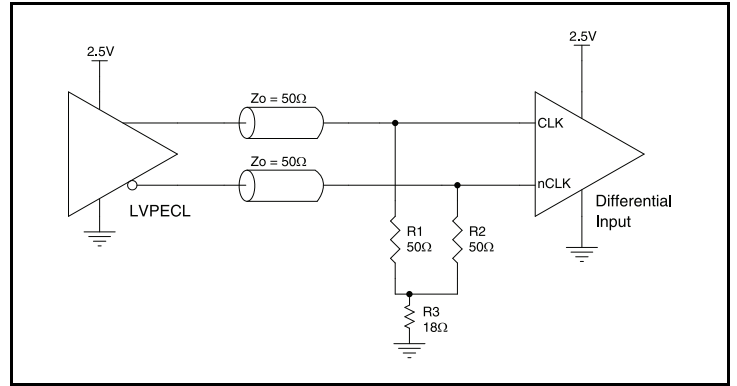 2.5V
2.5V
Zo = 50Ω
CLK
Zo = 50Ω
nCLK
LVPECL
Differential
Input
R1
50Ω
R2
50Ω
R3
18Ω